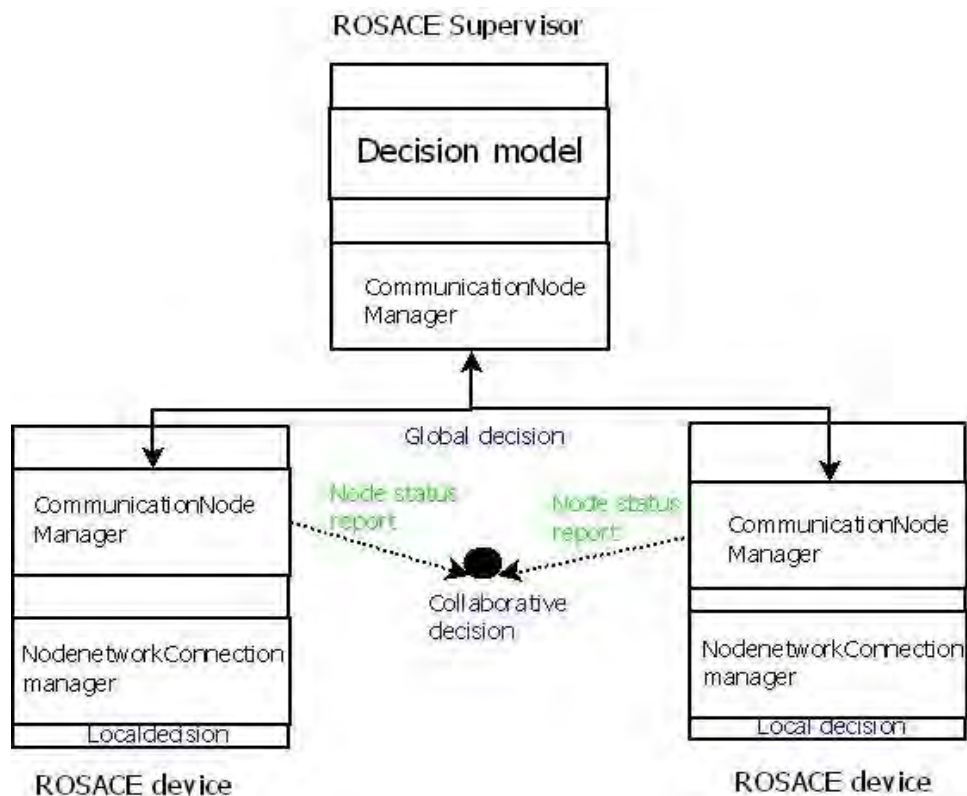 ROSACE Supervisor
Decision model
CommunicationNode
Manager
Global decision
CommunicationNode
Manager
Node status
report
Node status
report
CommunicationNode
Manager
Collaborative
decision
NodenetworkConnection
manager
NodenetworkConnection
manager
Localdecision
Local decision
ROSACE device
ROSACE device